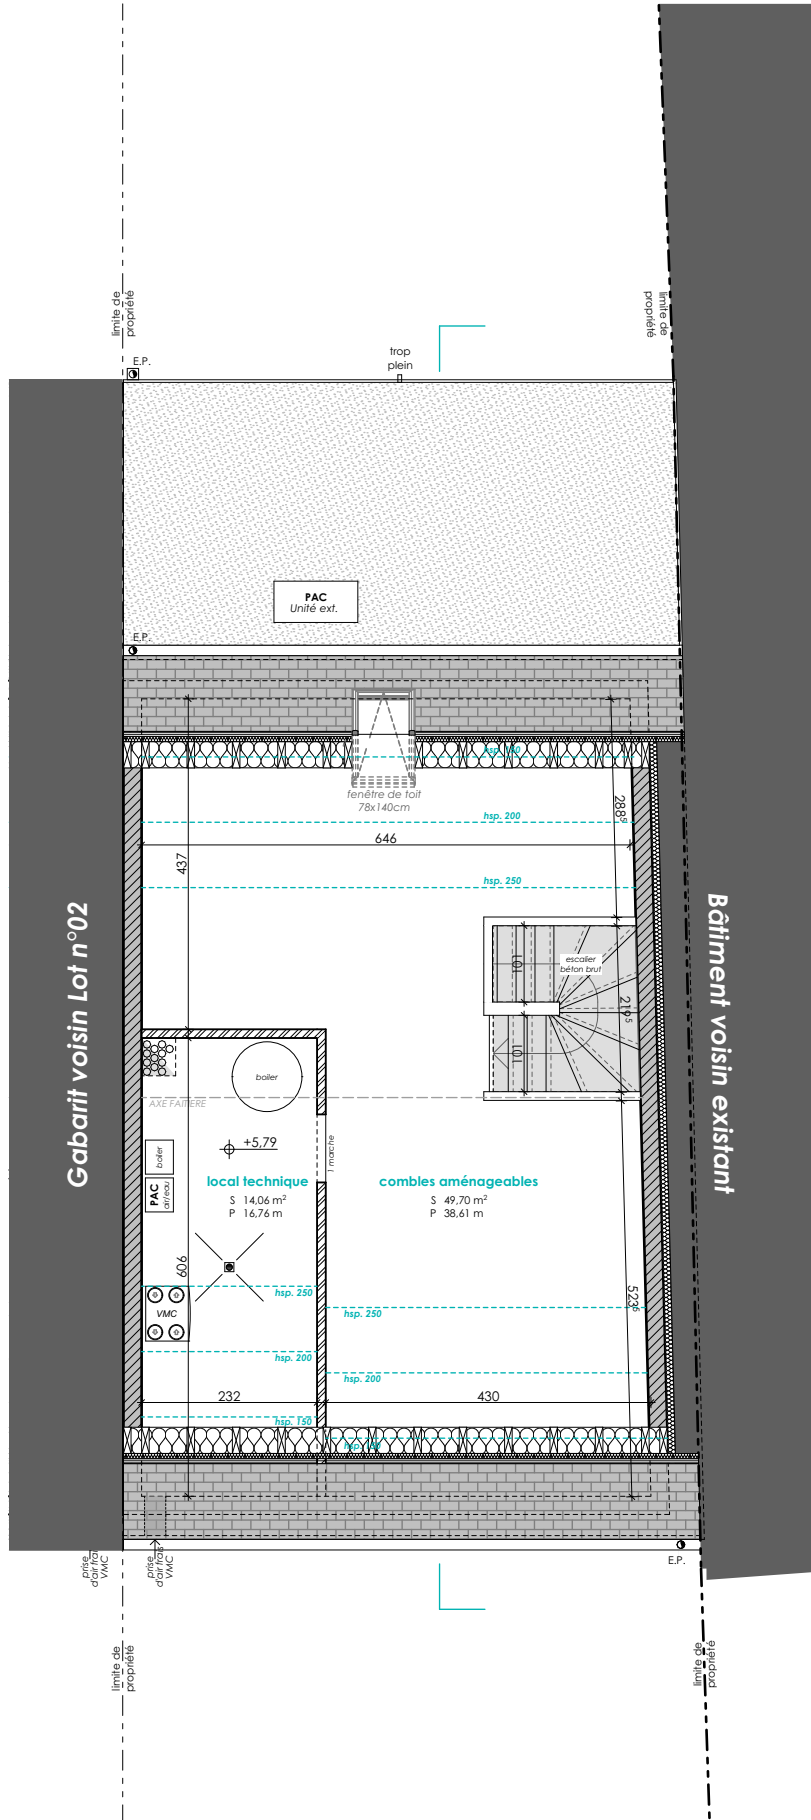 limite de
propriété
limite de
propriété
E.P.
trop
plein
PAC
Unité ext.
E.P.
hsp. 150
fenêtre de toit
78x140cm
288⁵
hsp. 200
646
437
hsp. 250
Gabarit voisin Lot n°02
Bâtiment voisin existant
101
escalier
béton brut
219⁵
101
boiler
AXE FAITIERE
+5,79
1 marche
boiler
PAC
air/eau
local technique
S 14,06 m²
P 16,76 m
combles aménageables
S 49,70 m²
P 38,61 m
606
VMC
hsp. 250
hsp. 250
523⁵
hsp. 200
hsp. 200
232
430
hsp. 150
hsp. 150
prise
d'air frais
VMC
prise
d'air frais
VMC
E.P.
limite de
propriété
limite de
propriété